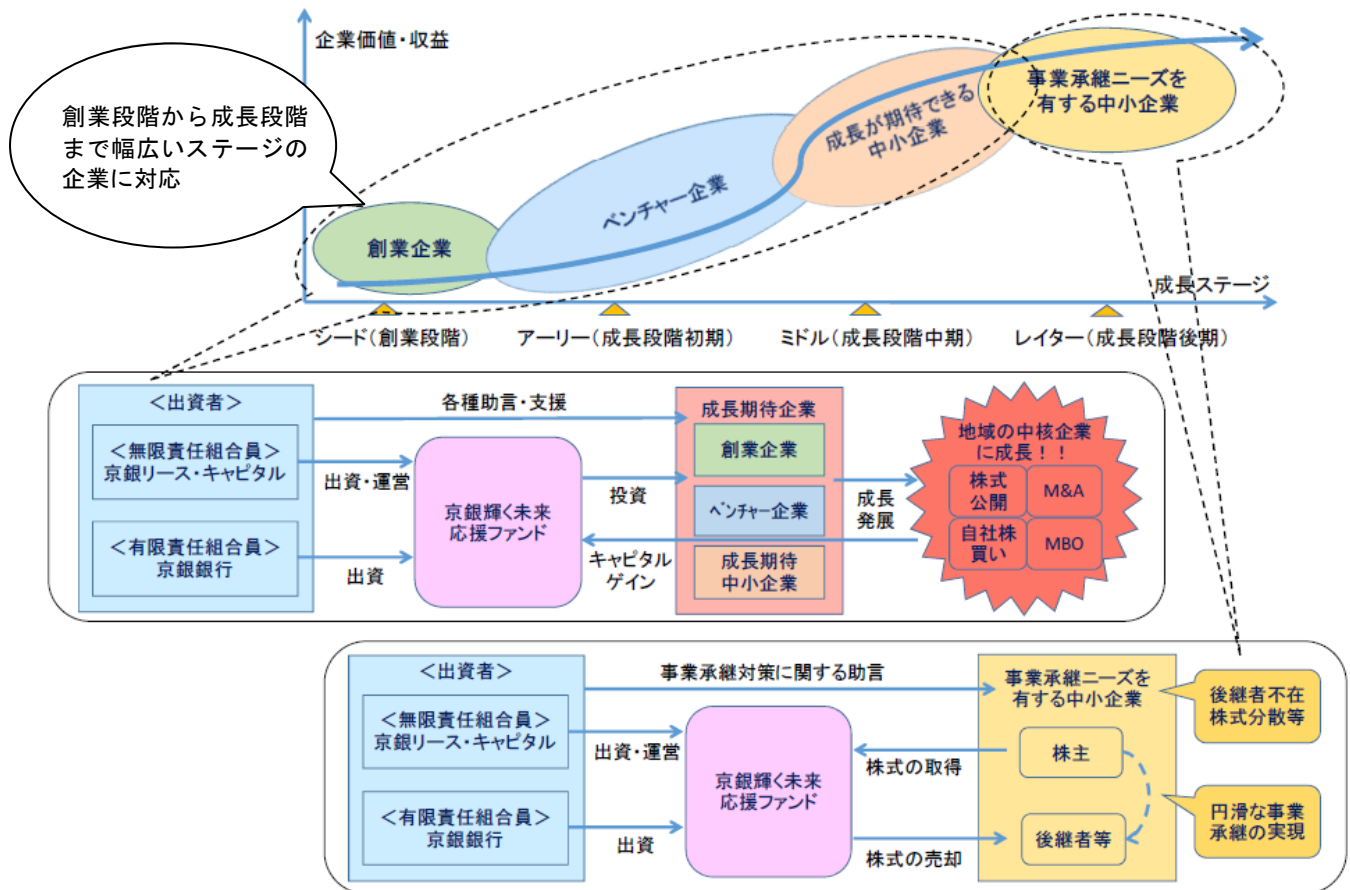 企業価値・収益
創業段階から成長段階
まで幅広いステージの
企業に対応
創業企業
ベンチャー企業
成長が期待できる
中小企業
事業承継ニーズを
有する中小企業
成長ステージ
シード(創業段階)
アーリー(成長段階初期)
ミドル(成長段階中期)
レイター(成長段階後期)
<出資者>
<無限責任組合員>
京銀リース・キャピタル
<有限責任組合員>
京銀銀行
各種助言・支援
出資・運営
出資
京銀輝く未来
応援ファンド
投資
キャピタル
ゲイン
成長期待企業
創業企業
ベンチャー企業
成長期待
中小企業
成長
発展
地域の中核企業
に成長!!
株式
公開
M&A
自社株
買い
MBO
<出資者>
<無限責任組合員>
京銀リース・キャピタル
<有限責任組合員>
京銀銀行
事業承継対策に関する助言
出資・運営
出資
京銀輝く未来
応援ファンド
株式の取得
株式の売却
事業承継ニーズを
有する中小企業
株主
後継者等
後継者不在
株式分散等
円滑な事業
承継の実現